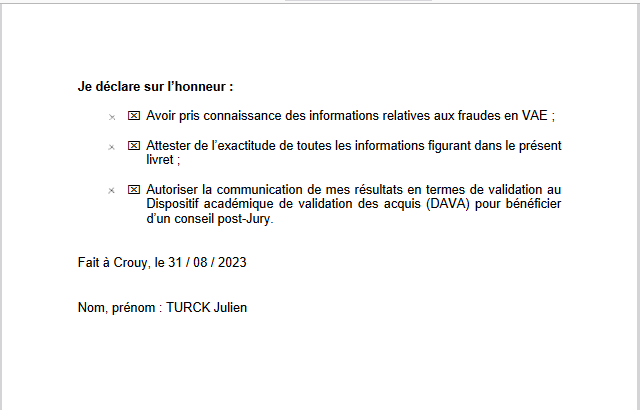 Je déclare sur l'honneur :
☒ Avoir pris connaissance des informations relatives aux fraudes en VAE ;
☒ Attester de l'exactitude de toutes les informations figurant dans le présent
livret ;
☒ Autoriser la communication de mes résultats en termes de validation au
Dispositif académique de validation des acquis (DAVA) pour bénéficier
d'un conseil post-Jury.
Fait à Crouy, le 31 / 08 / 2023
Nom, prénom : TURCK Julien